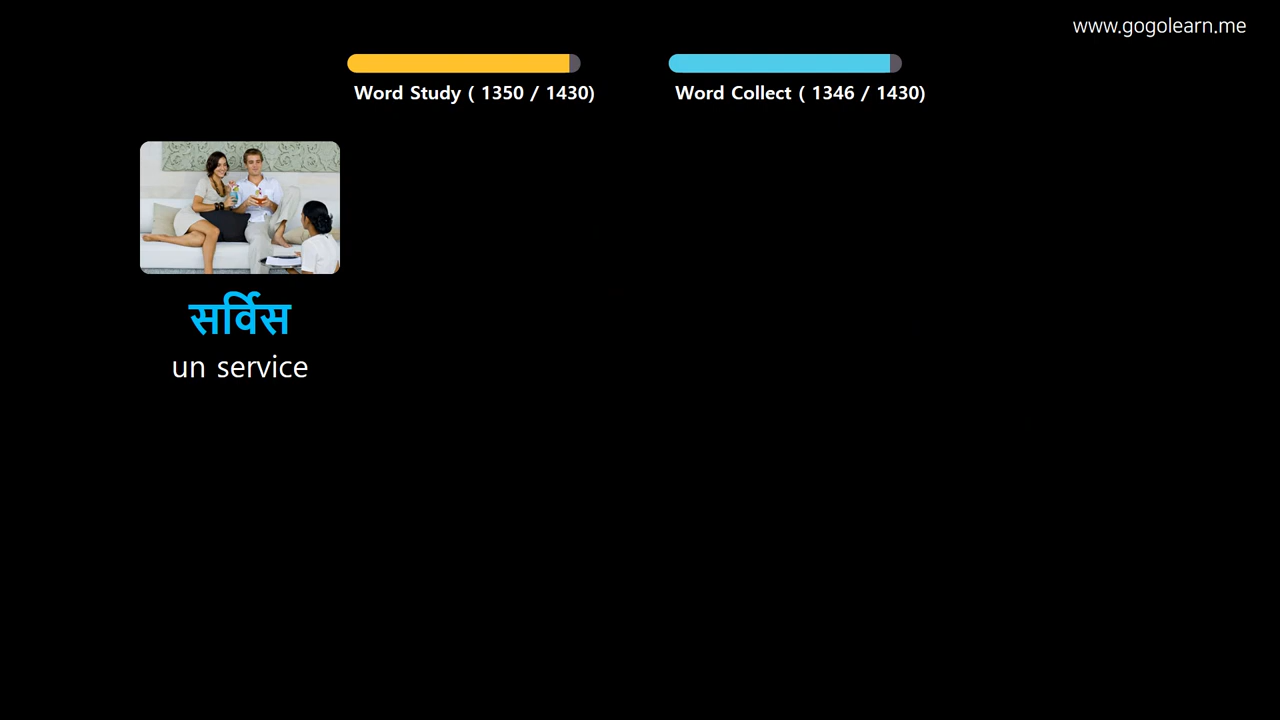 www.gogolearn.me
Word Study ( 1350 / 1430)
Word Collect ( 1346 / 1430)
सर्विस
un service